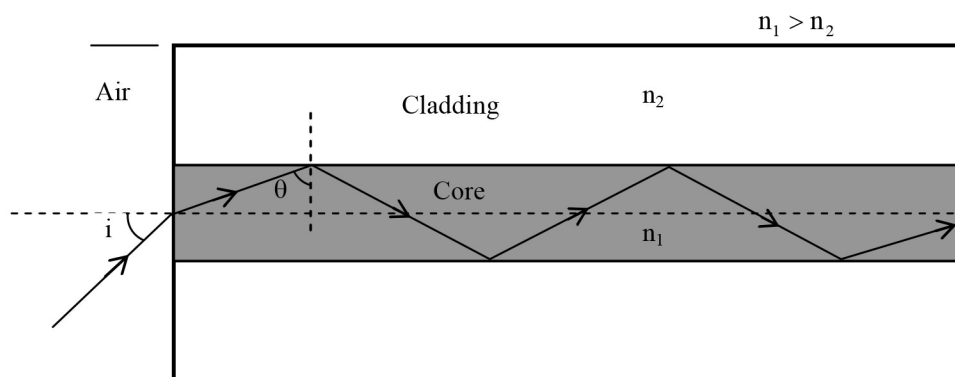 n₁ > n₂
Air
Cladding
n₂
θ
Core
i
n₁